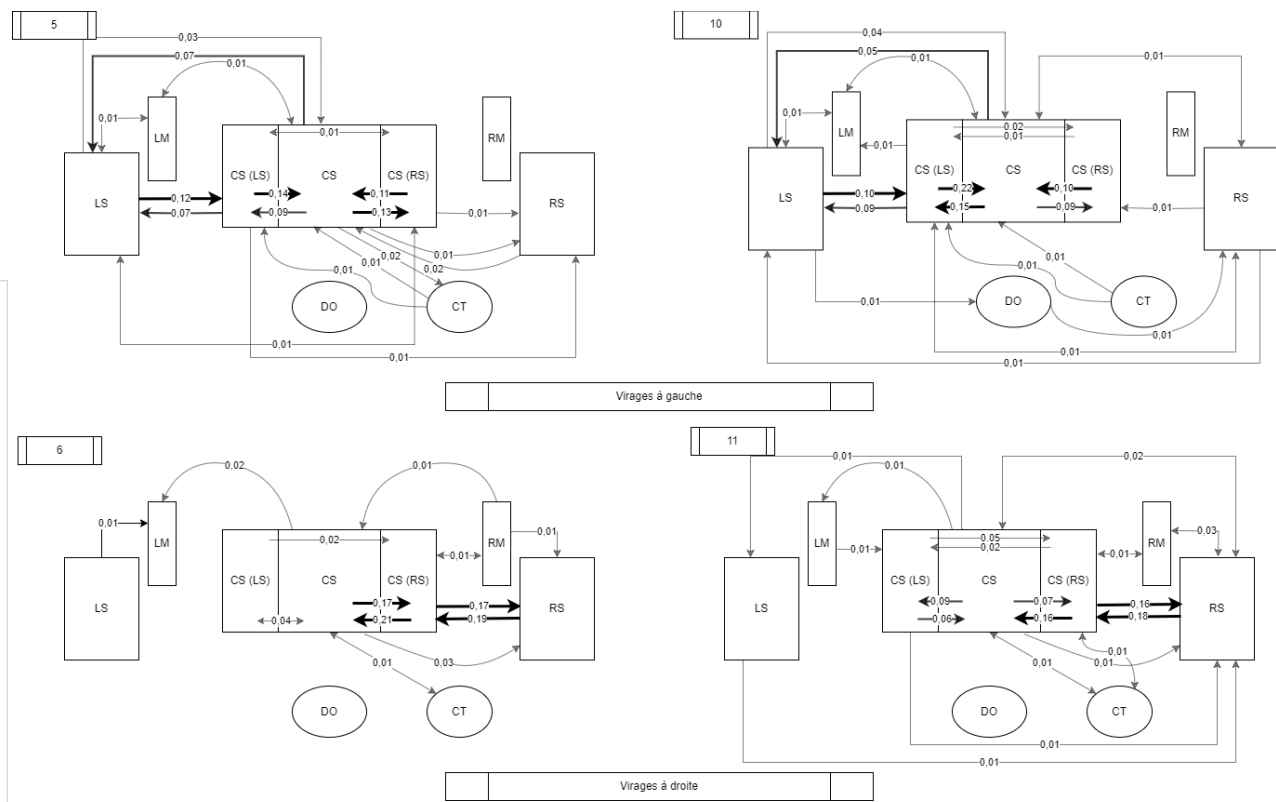 5
10
0,03
0,07
0,01
0,01
LM
RM
0,01
CS (LS)
CS
CS (RS)
LS
RS
0,12
0,07
0,14
0,09
0,11
0,13
0,01
0,01
0,02
0,02
0,01
0,01
DO
CT
0,01
0,01
0,04
0,05
0,01
0,01
0,01
LM
RM
0,02
0,01
0,01
CS (LS)
CS
CS (RS)
LS
RS
0,10
0,09
0,22
0,15
0,10
0,09
0,01
0,01
0,01
0,01
DO
CT
0,01
0,01
0,01
Virages à gauche
6
11
0,02
0,01
0,01
0,01
LM
RM
0,02
0,01
CS (LS)
CS
CS (RS)
LS
RS
0,17
0,21
0,17
0,19
0,04
0,01
0,03
DO
CT
0,01
0,01
0,02
0,03
LM
RM
0,01
0,05
0,02
0,01
CS (LS)
CS
CS (RS)
LS
RS
0,09
0,06
0,07
0,16
0,16
0,18
0,01
0,01
0,01
DO
CT
0,01
0,01
Virages à droite